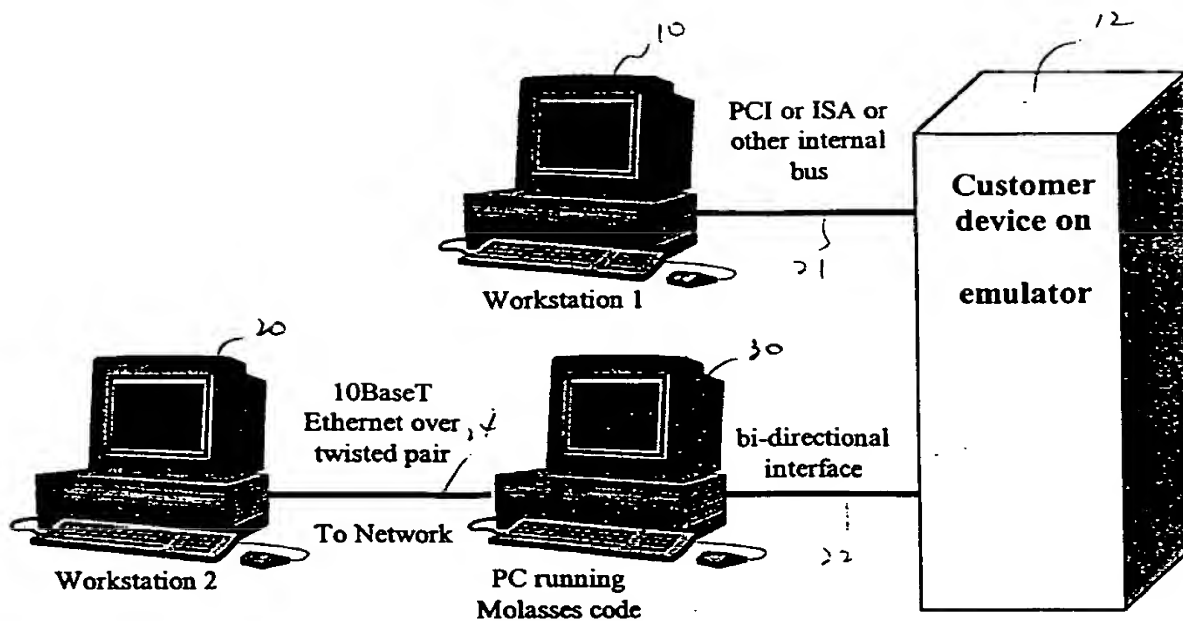 10
12
PCI or ISA or
other internal
bus
Customer
device on
emulator
21
Workstation 1
20
30
10BaseT
Ethernet over
twisted pair
bi-directional
interface
To Network
22
Workstation 2
PC running
Molasses code